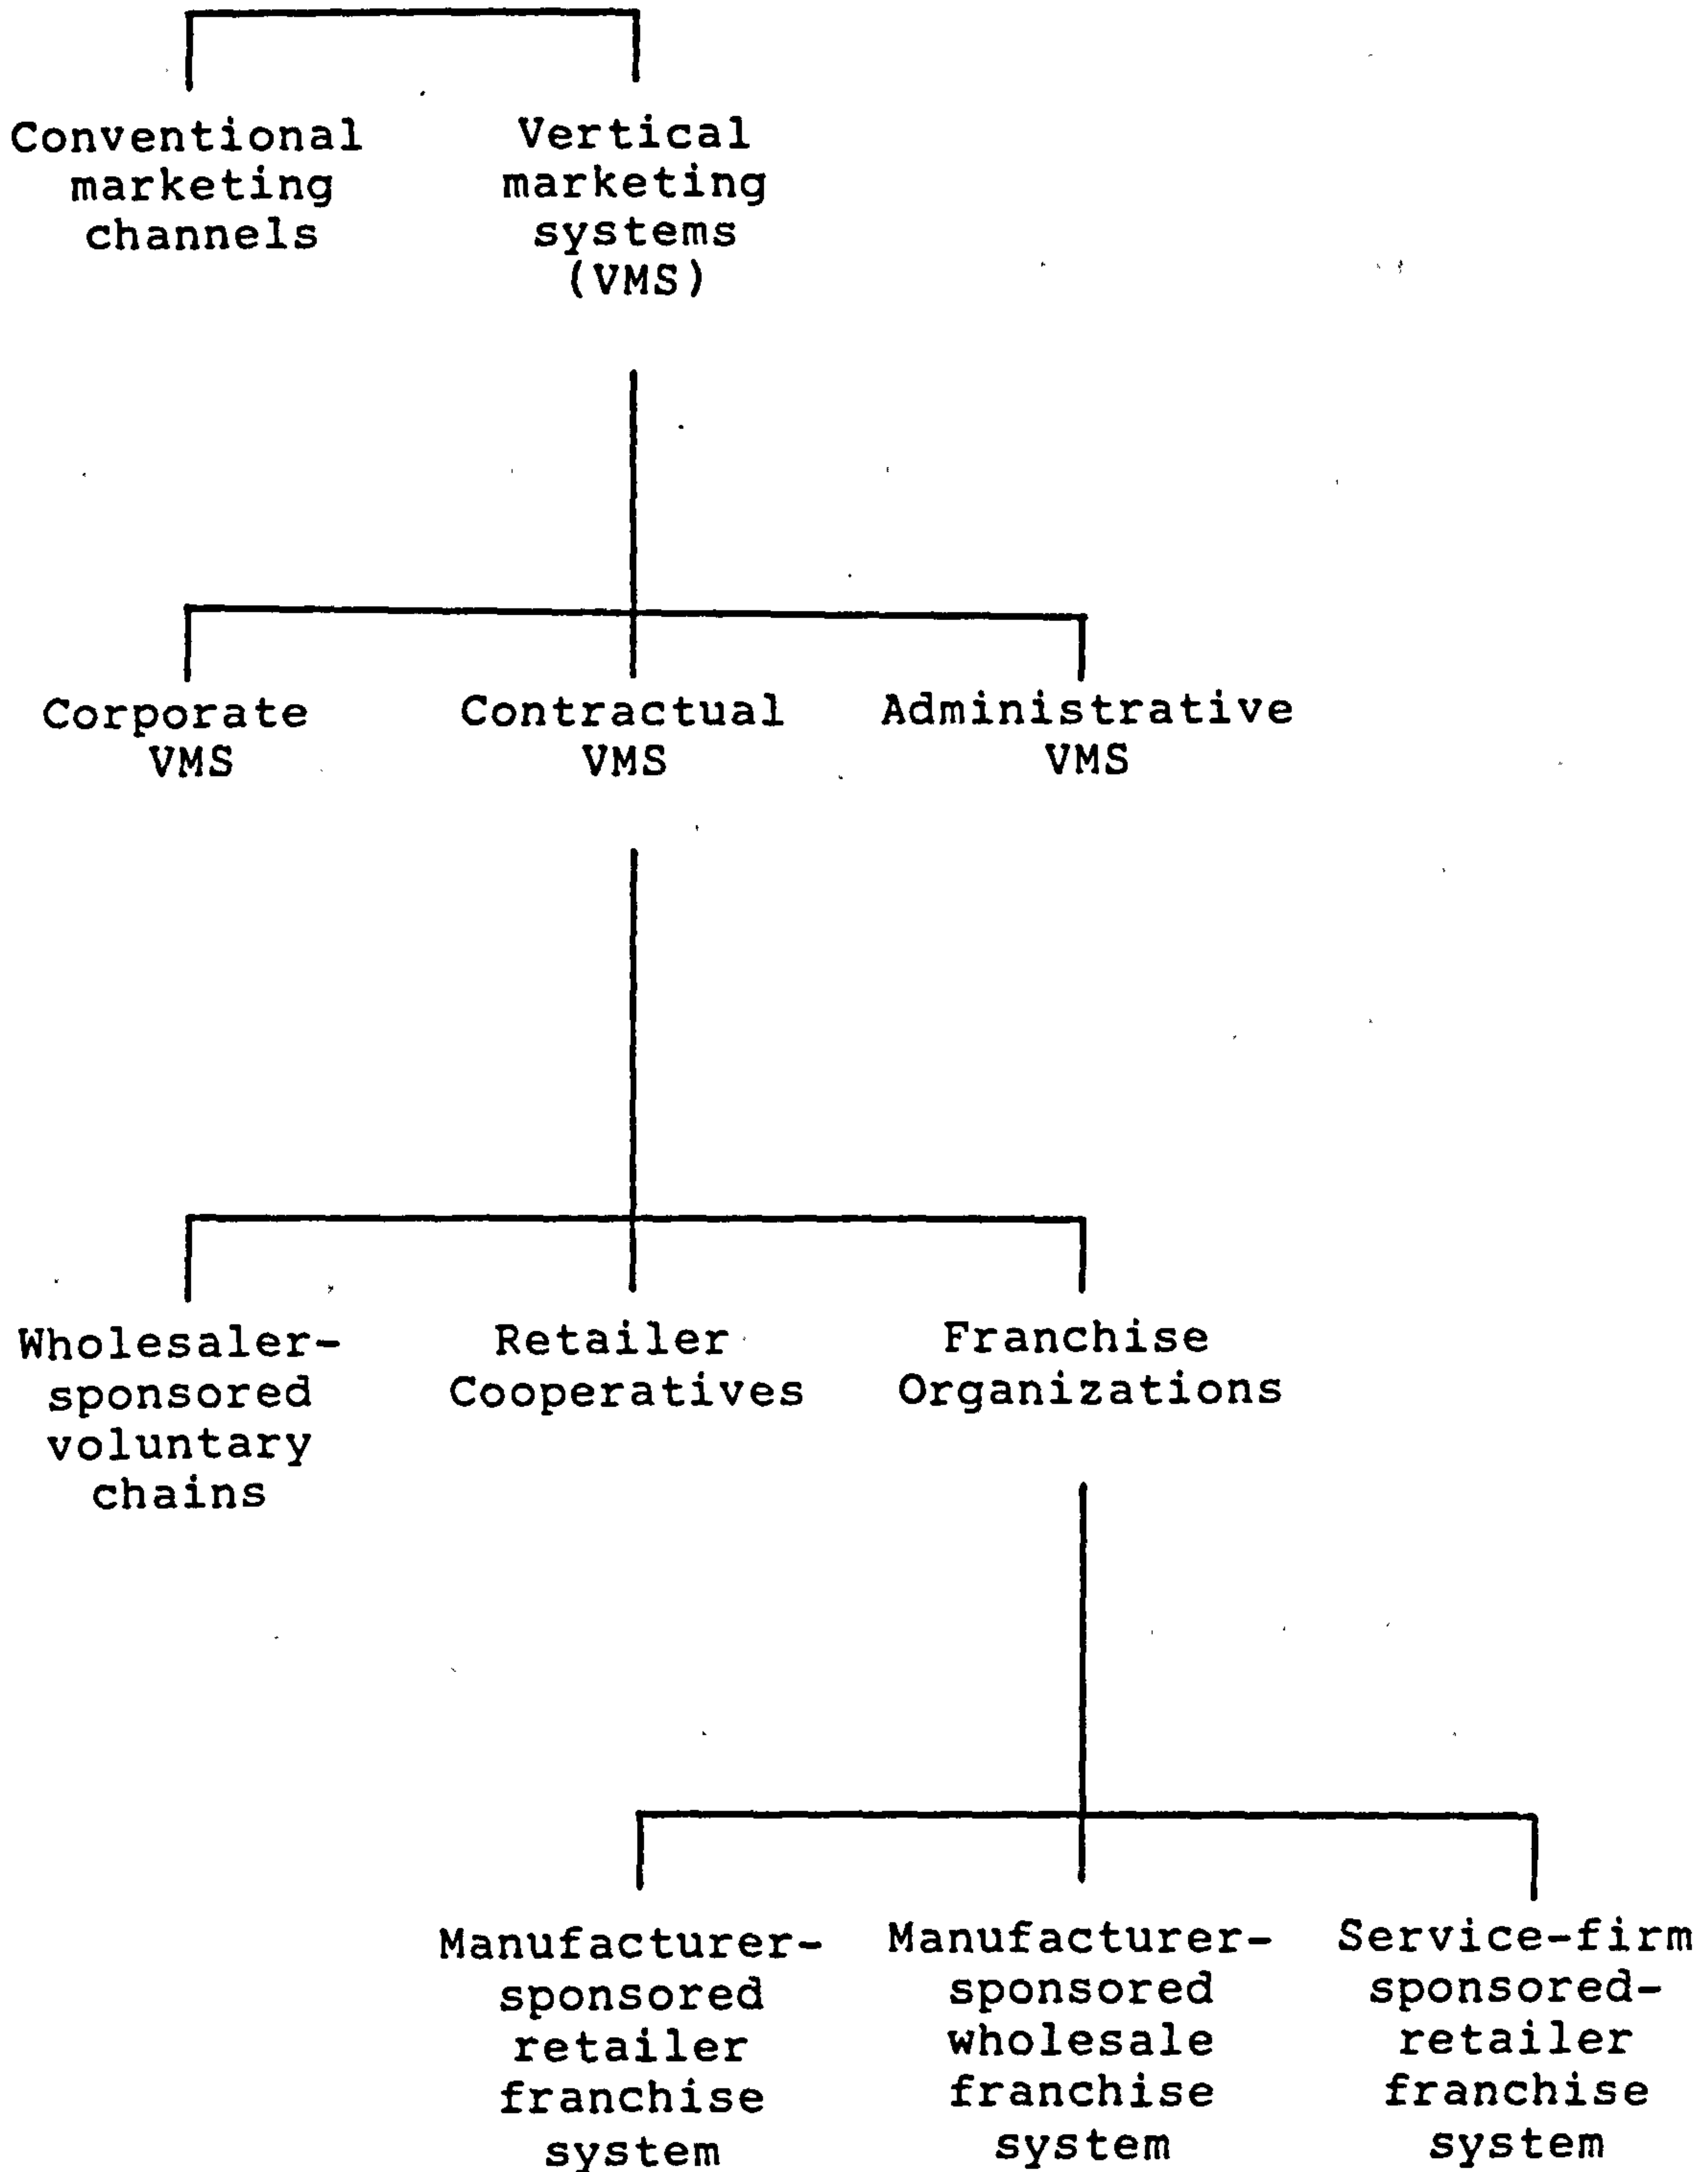 Conventional
marketing
channels
Vertical
marketing
systems
(VMS)
Corporate
VMS
Contractual
VMS
Administrative
VMS
Wholesaler-
sponsored
voluntary
chains
Retailer
Cooperatives
Franchise
Organizations
Manufacturer-
sponsored
retailer
franchise
system
Manufacturer-
sponsored
wholesale
franchise
system
Service-firm
sponsored-
retailer
franchise
system